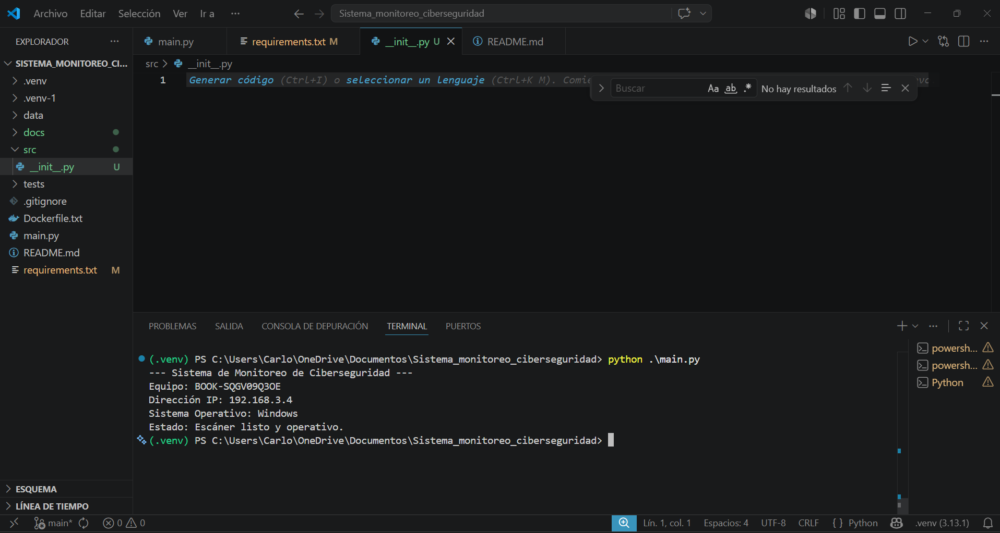 Archivo Editar Selección Ver Ir a ···
Sistema_monitoreo_ciberseguridad
EXPLORADOR ···
main.py
requirements.txt M
__init__.py U
README.md
SISTEMA_MONITOREO_CI...
.venv
.venv-1
data
docs
src
__init__.py U
tests
.gitignore
Dockerfile.txt
main.py
README.md
requirements.txt M
ESQUEMA
LÍNEA DE TIEMPO
src > __init__.py
1 Generar código (Ctrl+I) o seleccionar un lenguaje (Ctrl+K M).
Buscar Aa ab .* No hay resultados
PROBLEMAS SALIDA CONSOLA DE DEPURACIÓN TERMINAL PUERTOS
(.venv) PS C:\Users\Carlo\OneDrive\Documentos\Sistema_monitoreo_ciberseguridad> python .\main.py
--- Sistema de Monitoreo de Ciberseguridad ---
Equipo: BOOK-SQGV09Q3OE
Dirección IP: 192.168.3.4
Sistema Operativo: Windows
Estado: Escáner listo y operativo.
(.venv) PS C:\Users\Carlo\OneDrive\Documentos\Sistema_monitoreo_ciberseguridad>
powersh...
powersh...
Python
main* 0 0
Lín. 1, col. 1 Espacios: 4 UTF-8 CRLF { } Python .venv (3.13.1)